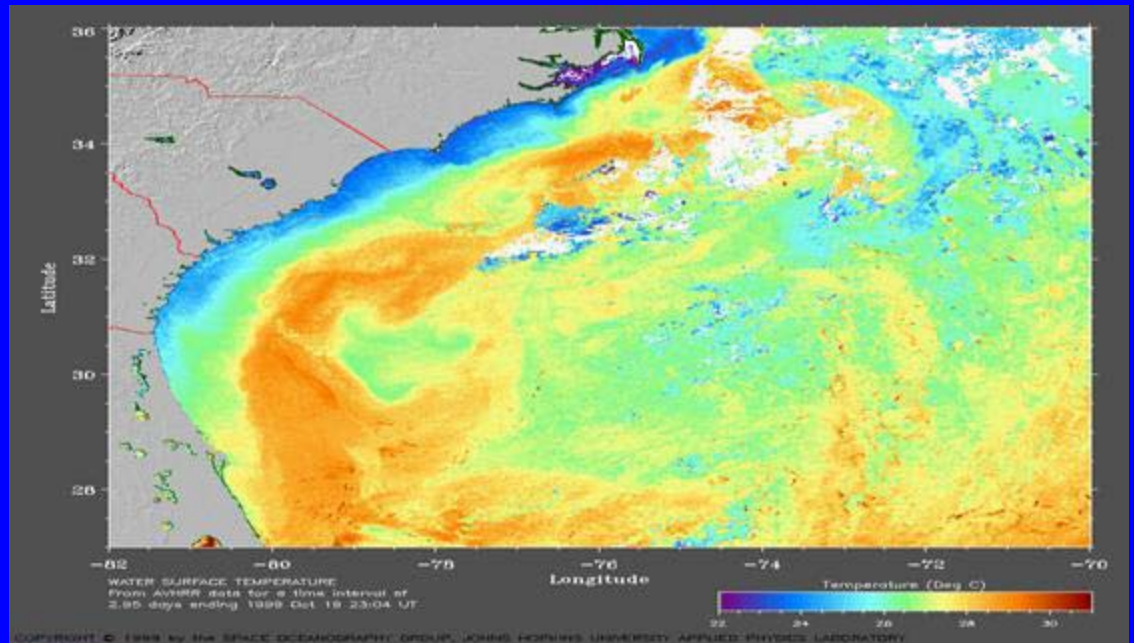 36
34
32
30
28
Latitude
-82
-80
-78
-76
-74
-72
-70
Longitude
WATER SURFACE TEMPERATURE
From AVHRR data for a time interval of
2.95 days ending 1999 Oct 19 23:04 UT
Temperature (Deg C)
22
24
26
28
30
COPYRIGHT © 1999 by the SPACE OCEANOGRAPHY GROUP, JOHNS HOPKINS UNIVERSITY APPLIED PHYSICS LABORATORY